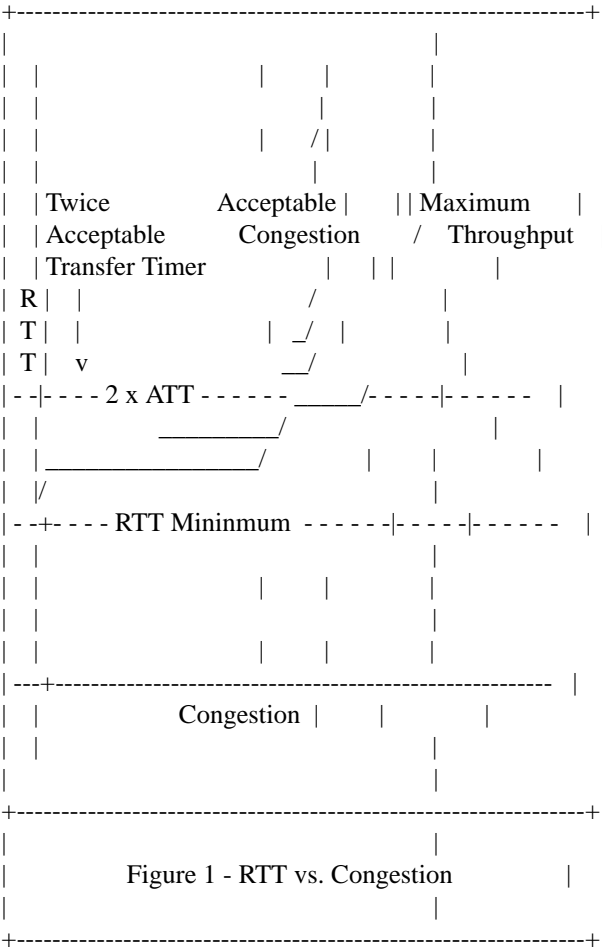 Twice Acceptable Maximum
Acceptable Congestion / Throughput
Transfer Timer
R
T
T v
2 x ATT
RTT Mininmum
Congestion
Figure 1 - RTT vs. Congestion